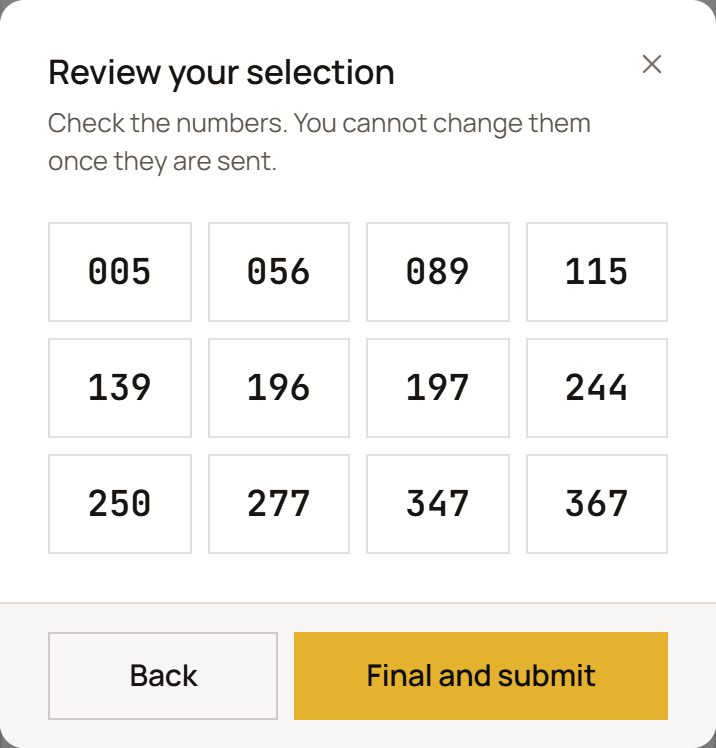 Review your selection
Check the numbers. You cannot change them
once they are sent.
005 056 089 115
139 196 197 244
250 277 347 367
Back Final and submit